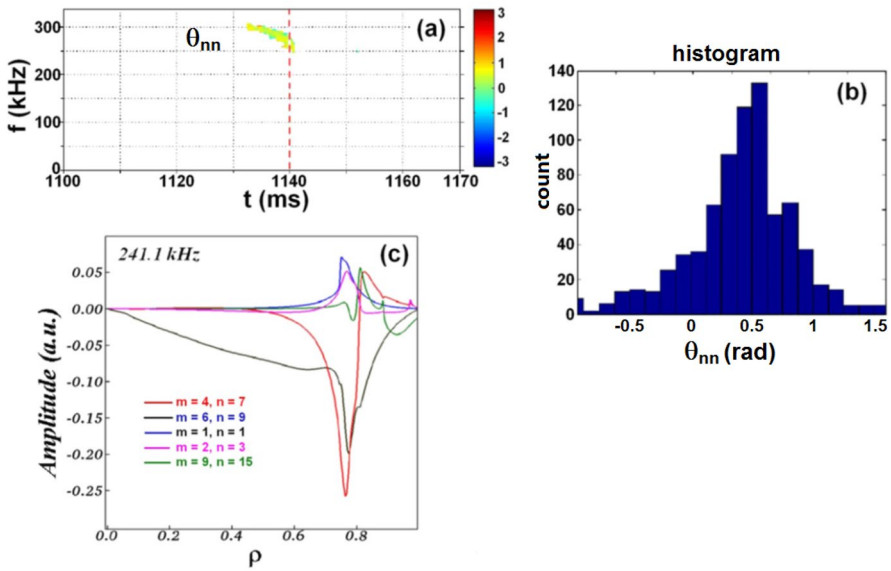 (a)
θnn
f (kHz)
300
200
100
0
1100
1120
1140
1160
1170
t (ms)
3
2
1
0
-1
-2
-3
histogram
(b)
count
140
120
100
80
60
40
20
0
-0.5
0
0.5
1
1.5
θnn (rad)
241.1 kHz
(c)
Amplitude (a.u.)
0.05
0.00
-0.05
-0.10
-0.15
-0.20
-0.25
m = 4, n = 7
m = 6, n = 9
m = 1, n = 1
m = 2, n = 3
m = 9, n = 15
0.0
0.2
0.4
0.6
0.8
ρ